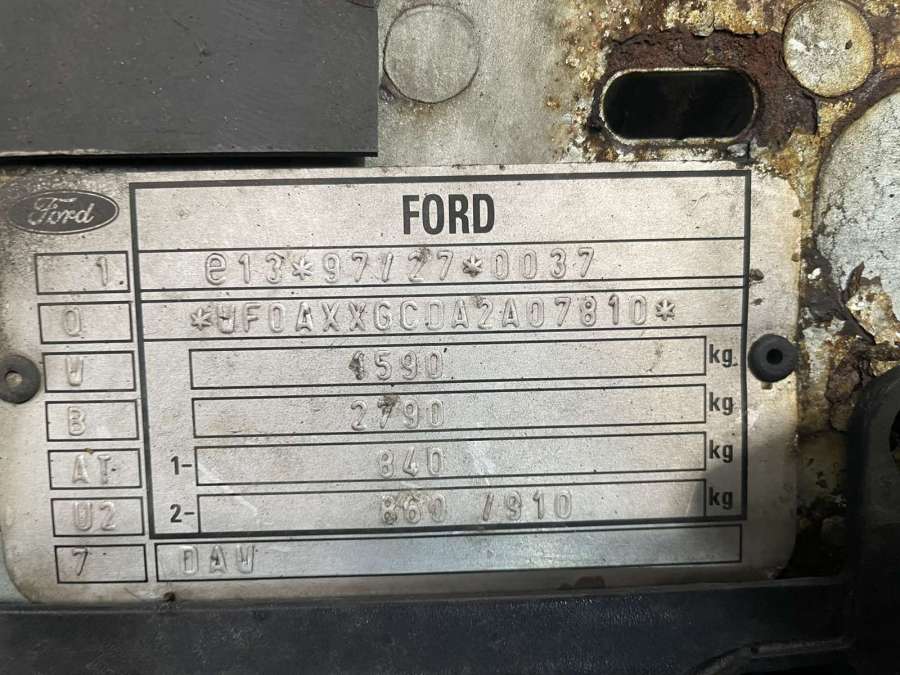 Ford
FORD
1 e13*97/27*0037
Q *WF0AXXGCDA2A07810*
W 1590 kg
B 2790 kg
AT 1- 840 kg
U2 2- 860 /910 kg
7 DAW